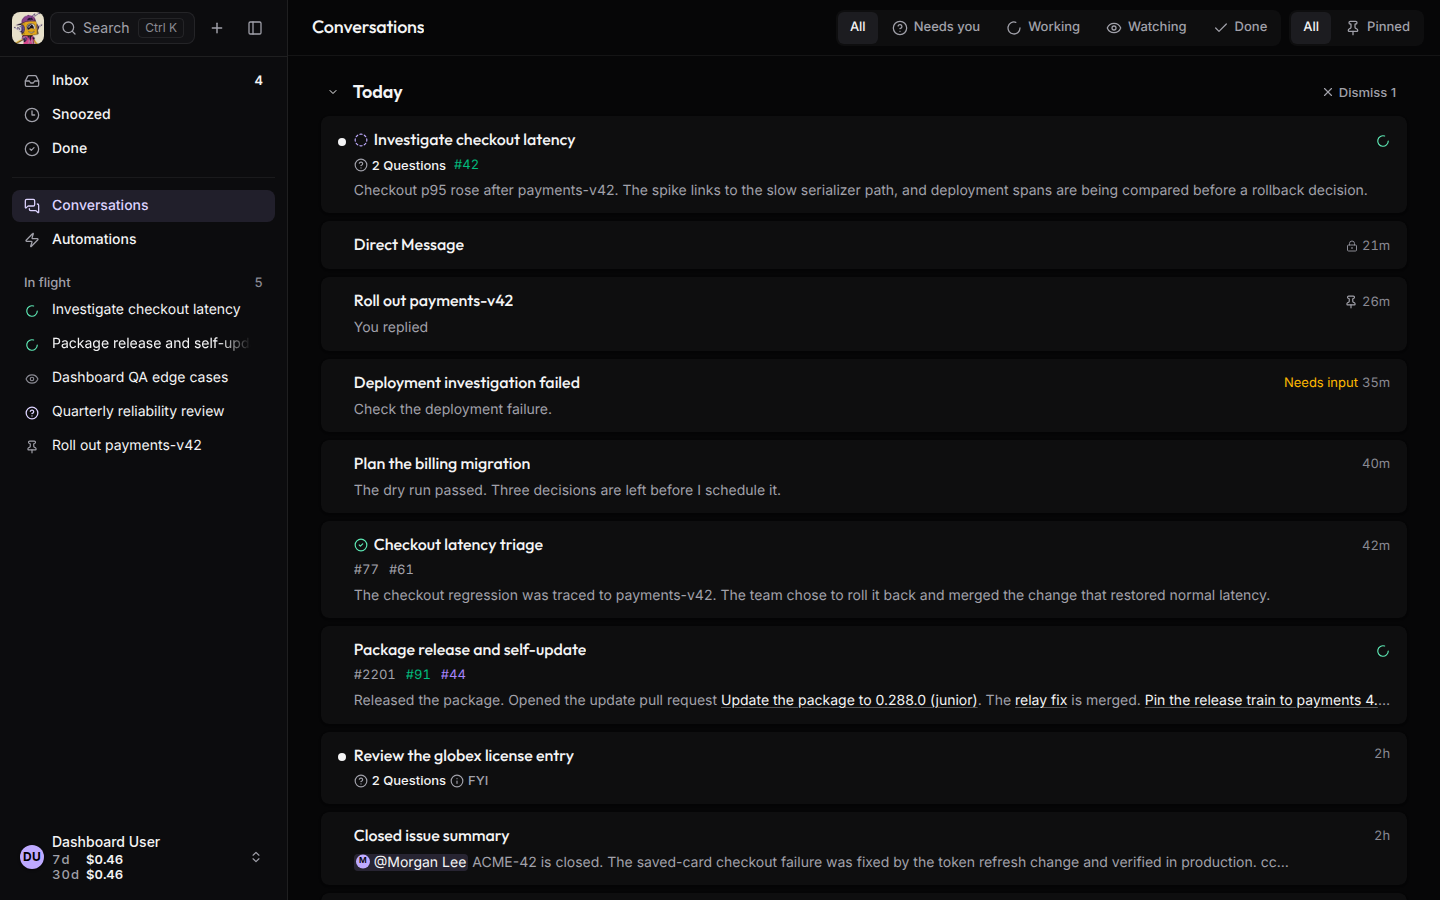 Search Ctrl K
Inbox 4
Snoozed
Done
Conversations
Automations
In flight 5
Investigate checkout latency
Package release and self-upd
Dashboard QA edge cases
Quarterly reliability review
Roll out payments-v42
DU Dashboard User
7d $0.46
30d $0.46
Conversations All Needs you Working Watching Done All Pinned
Today Dismiss 1
Investigate checkout latency
2 Questions #42
Checkout p95 rose after payments-v42. The spike links to the slow serializer path, and deployment spans are being compared before a rollback decision.
Direct Message 21m
Roll out payments-v42 26m
You replied
Deployment investigation failed Needs input 35m
Check the deployment failure.
Plan the billing migration 40m
The dry run passed. Three decisions are left before I schedule it.
Checkout latency triage 42m
#77 #61
The checkout regression was traced to payments-v42. The team chose to roll it back and merged the change that restored normal latency.
Package release and self-update
#2201 #91 #44
Released the package. Opened the update pull request Update the package to 0.288.0 (junior). The relay fix is merged. Pin the release train to payments 4....
Review the globex license entry 2h
2 Questions FYI
Closed issue summary 2h
M @Morgan Lee ACME-42 is closed. The saved-card checkout failure was fixed by the token refresh change and verified in production. cc...